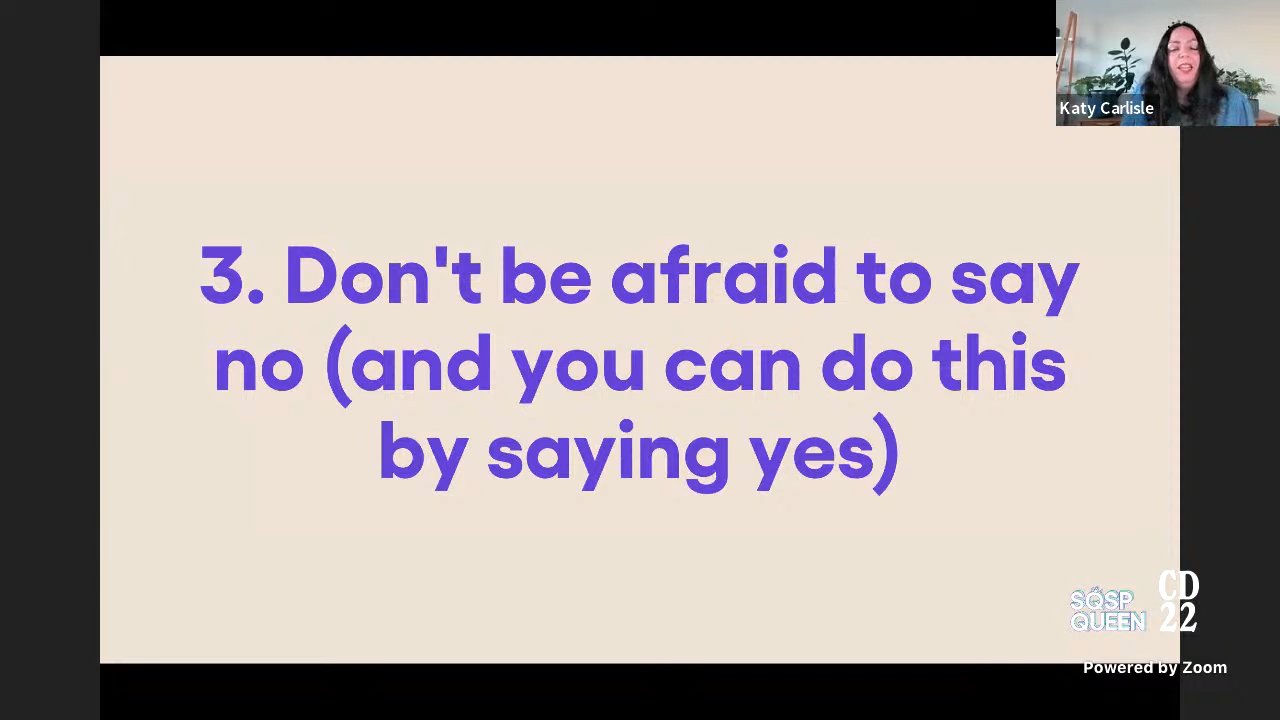 Katy Carlisle
3. Don't be afraid to say
no (and you can do this
by saying yes)
SQSP
QUEEN
CD
22
Powered by Zoom